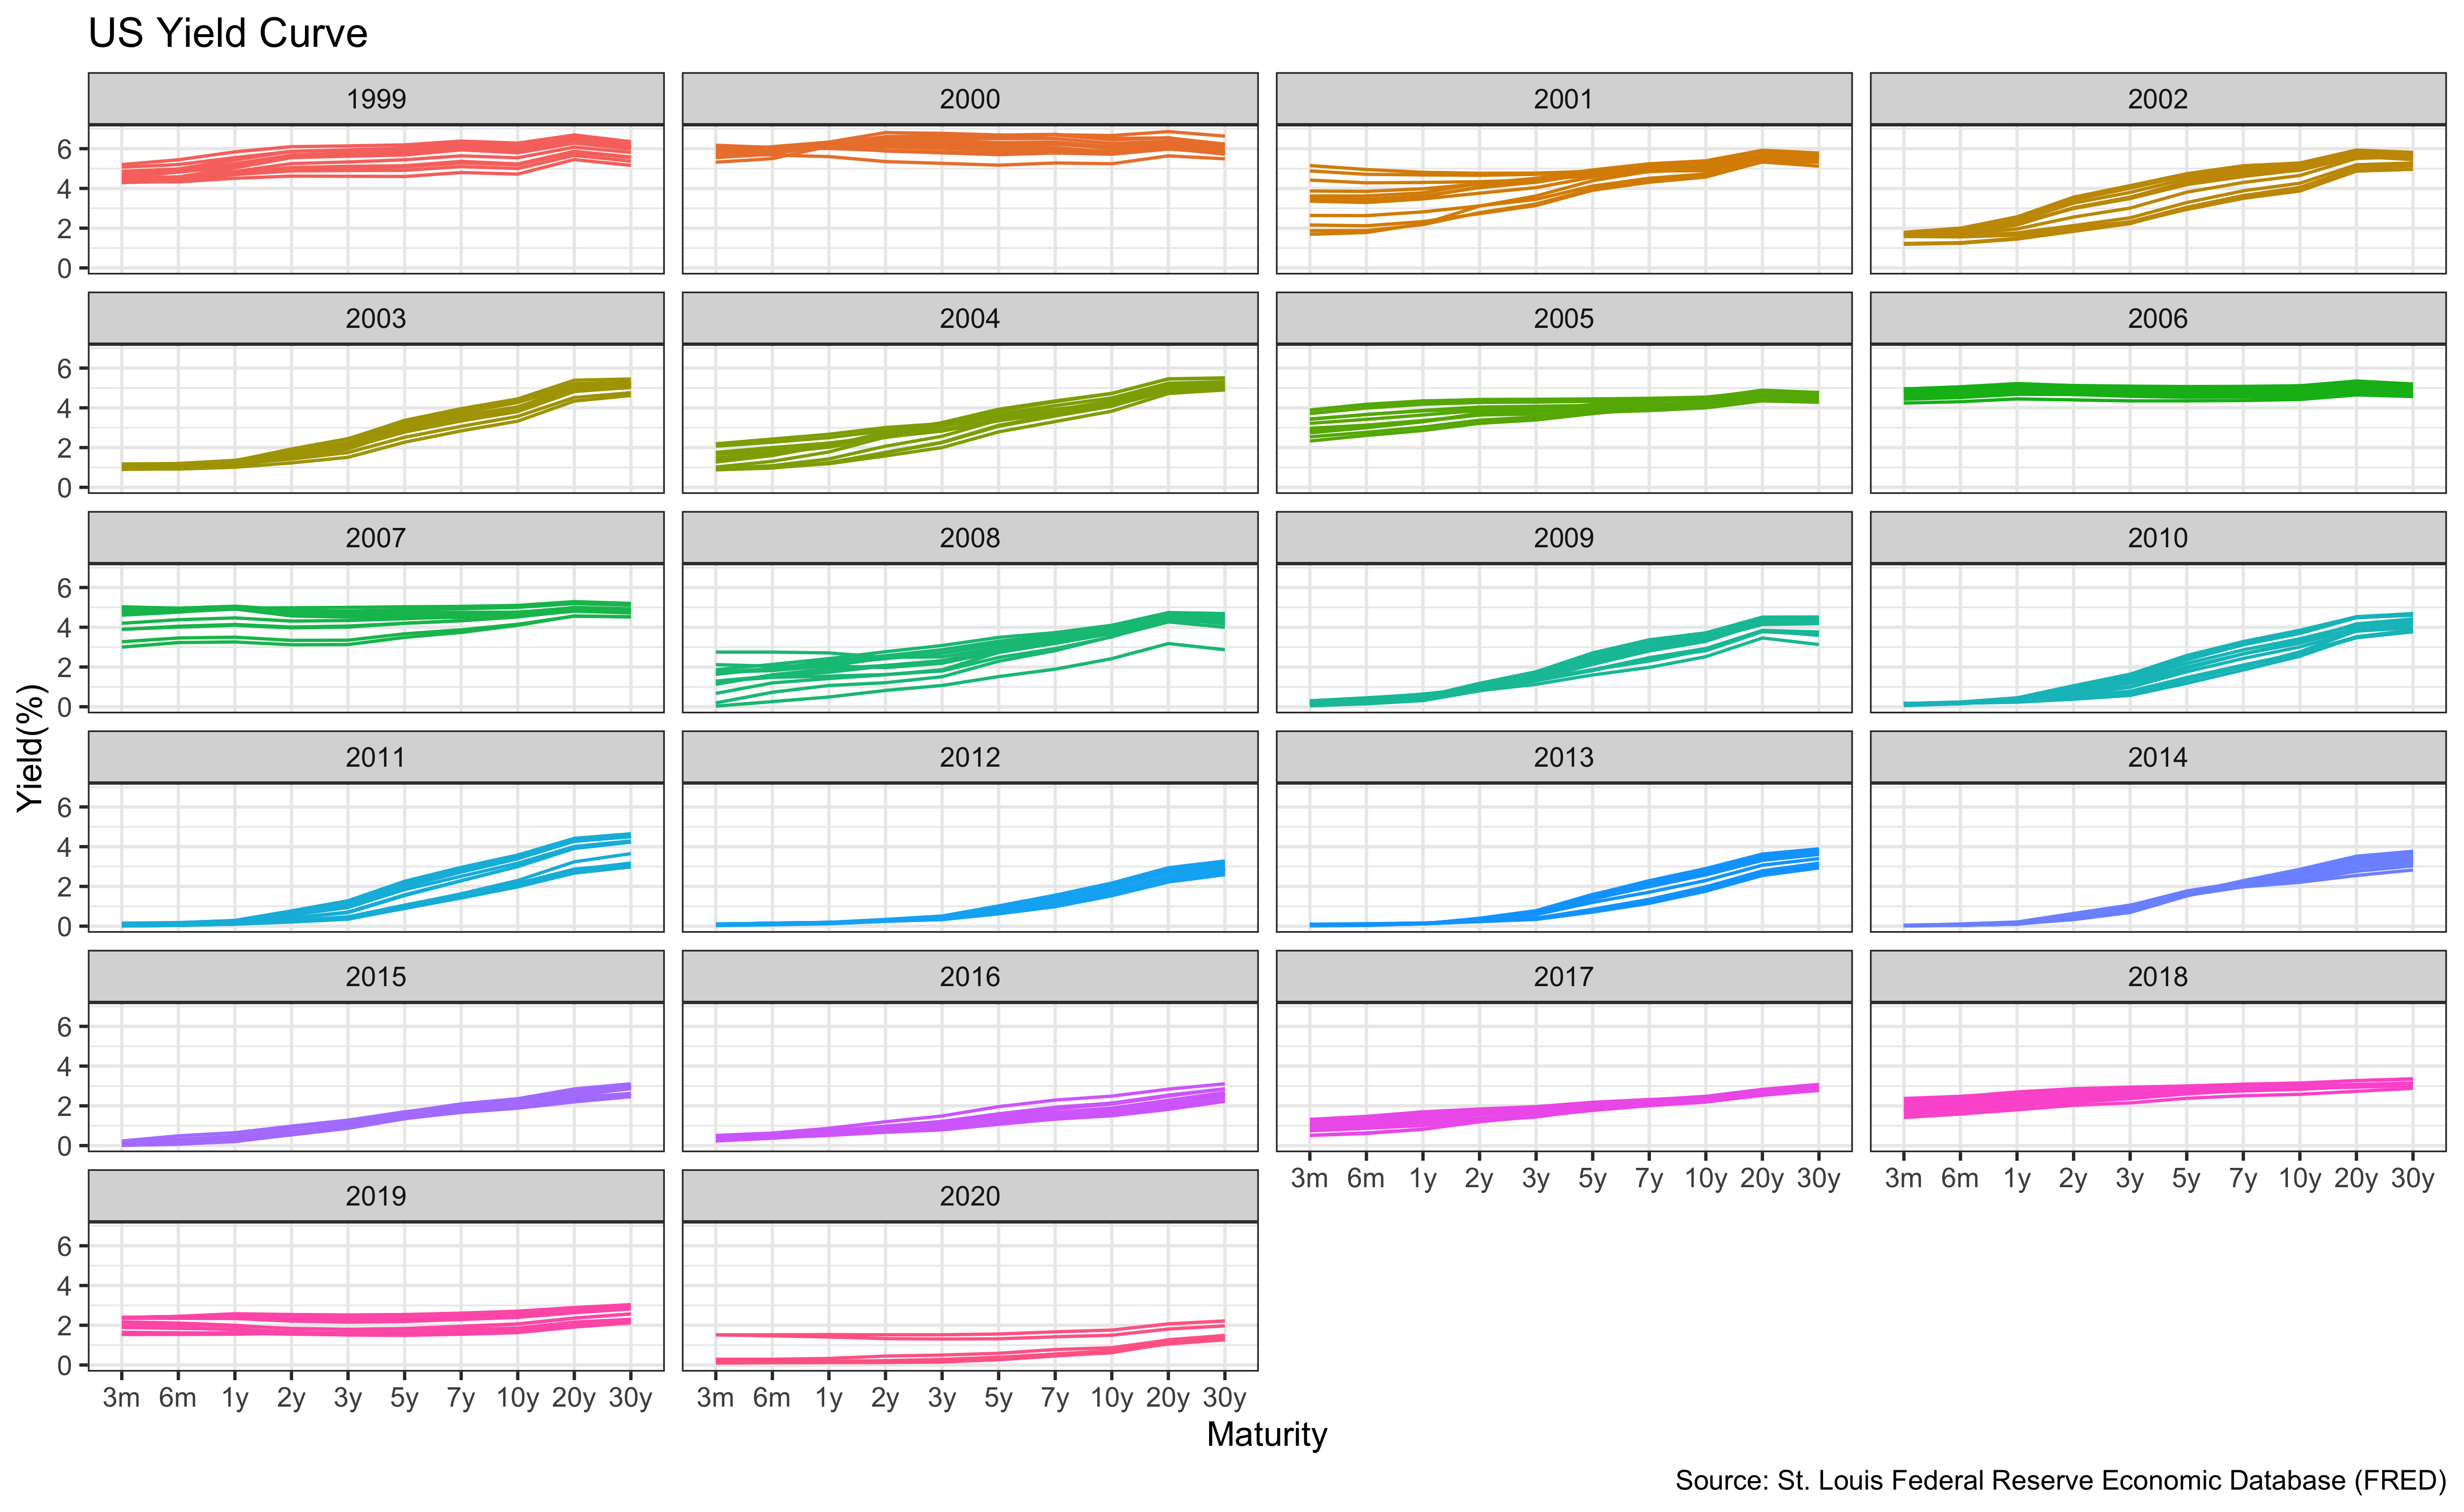 US Yield Curve
1999 2000 2001 2002
6
4
2
0
2003 2004 2005 2006
6
4
2
0
2007 2008 2009 2010
6
4
2
0
2011 2012 2013 2014
6
4
2
0
2015 2016 2017 2018
6
4
2
0
3m 6m 1y 2y 3y 5y 7y 10y 20y 30y 3m 6m 1y 2y 3y 5y 7y 10y 20y 30y
2019 2020
6
4
2
0
3m 6m 1y 2y 3y 5y 7y 10y 20y 30y 3m 6m 1y 2y 3y 5y 7y 10y 20y 30y
Yield(%)
Maturity
Source: St. Louis Federal Reserve Economic Database (FRED)